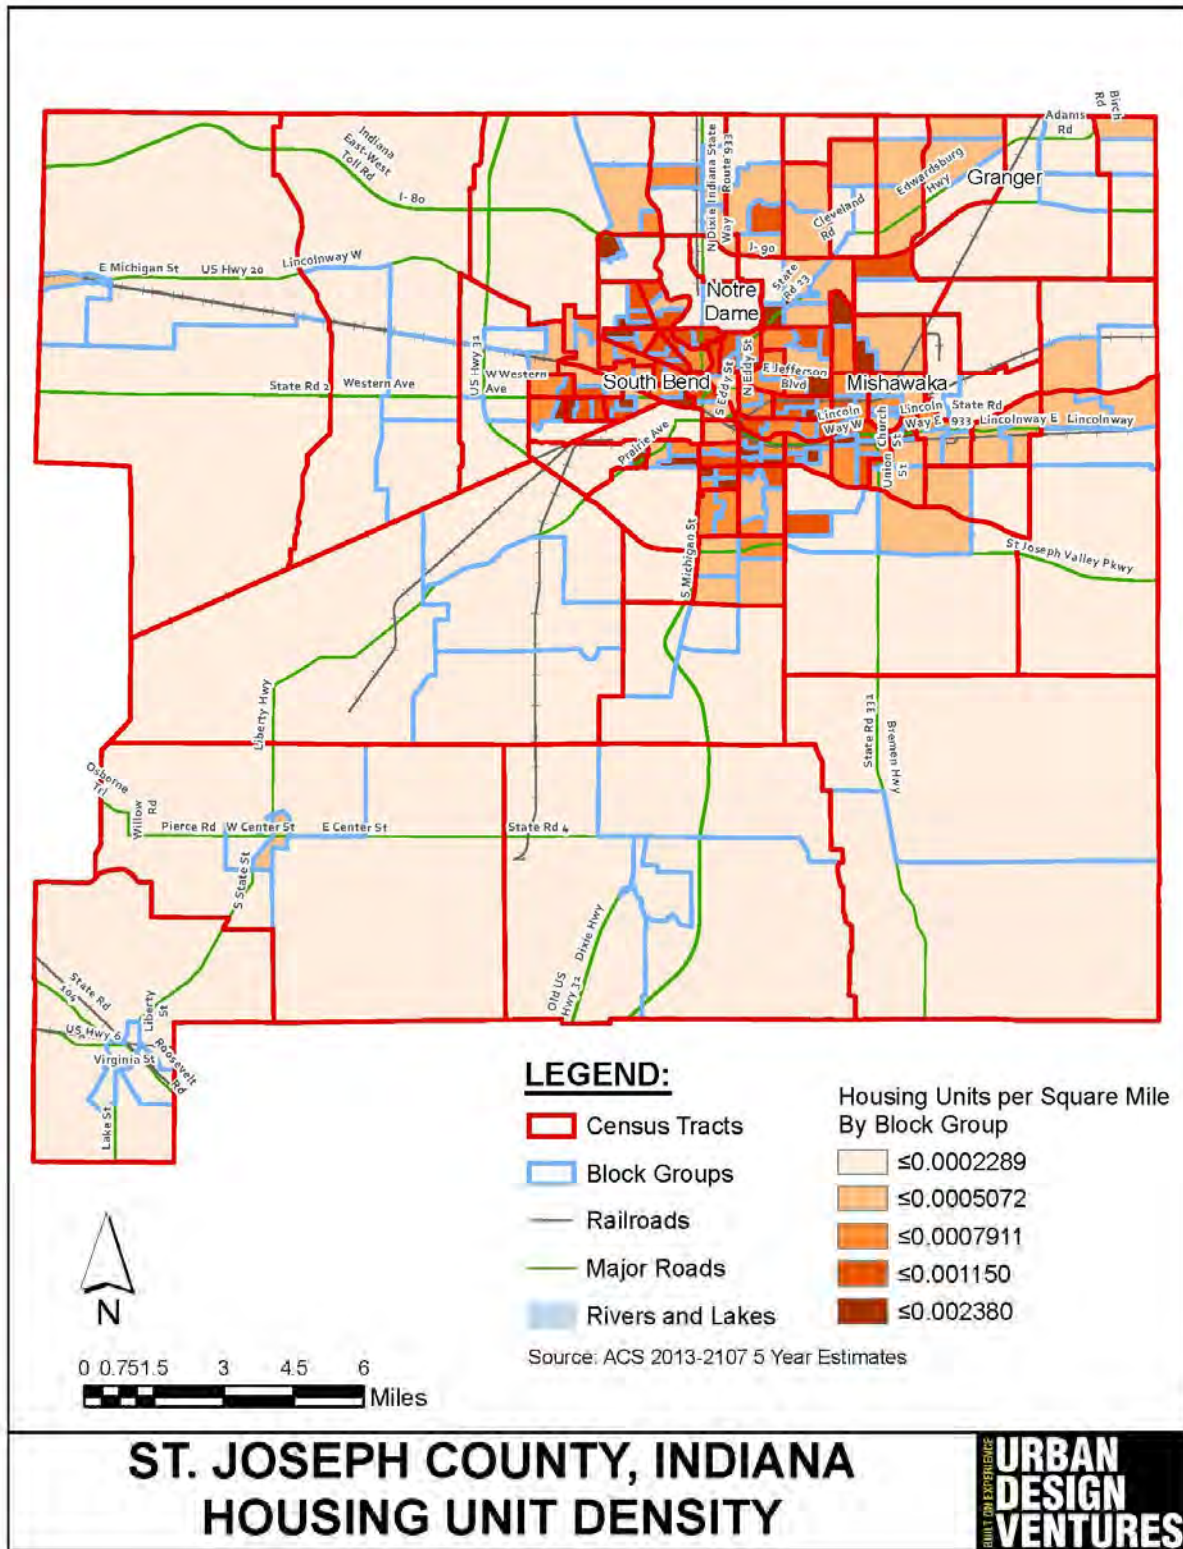 Birch
Rd
Adams
Rd
Indiana
East-West
Toll Rd
I- 80
N Dixie
Way
Indiana State
Route 933
Edwardsburg
Hwy
Granger
Cleveland
Rd
I- 90
State
Rd 23
E Michigan St
US Hwy 20
Lincolnway W
Notre
Dame
US Hwy 31
State Rd 2
Western Ave
W Western
Ave
South Bend
S Eddy St
N Eddy St
E Jefferson
Blvd
Mishawaka
Lincoln
Way W
Church
St
Union
St
Lincoln
Way E
State Rd
933
Lincolnway E
Lincolnway
Prairie Ave
S Michigan St
St Joseph Valley Pkwy
Liberty Hwy
State Rd 331
Bremen Hwy
Osborne
Trl
Willow
Rd
Pierce Rd
W Center St
E Center St
State Rd 4
S State St
Dixie Hwy
Old US
Hwy 31
State Rd
104
Liberty
St
US Hwy 6
Virginia St
Roosevelt
Rd
Lake St
LEGEND:
Census Tracts
Block Groups
Railroads
Major Roads
Rivers and Lakes
Housing Units per Square Mile
By Block Group
≤0.0002289
≤0.0005072
≤0.0007911
≤0.001150
≤0.002380
Source: ACS 2013-2107 5 Year Estimates
N
0 0.751.5 3 4.5 6
Miles
ST. JOSEPH COUNTY, INDIANA
HOUSING UNIT DENSITY
BUILT ON EXPERIENCE
URBAN
DESIGN
VENTURES